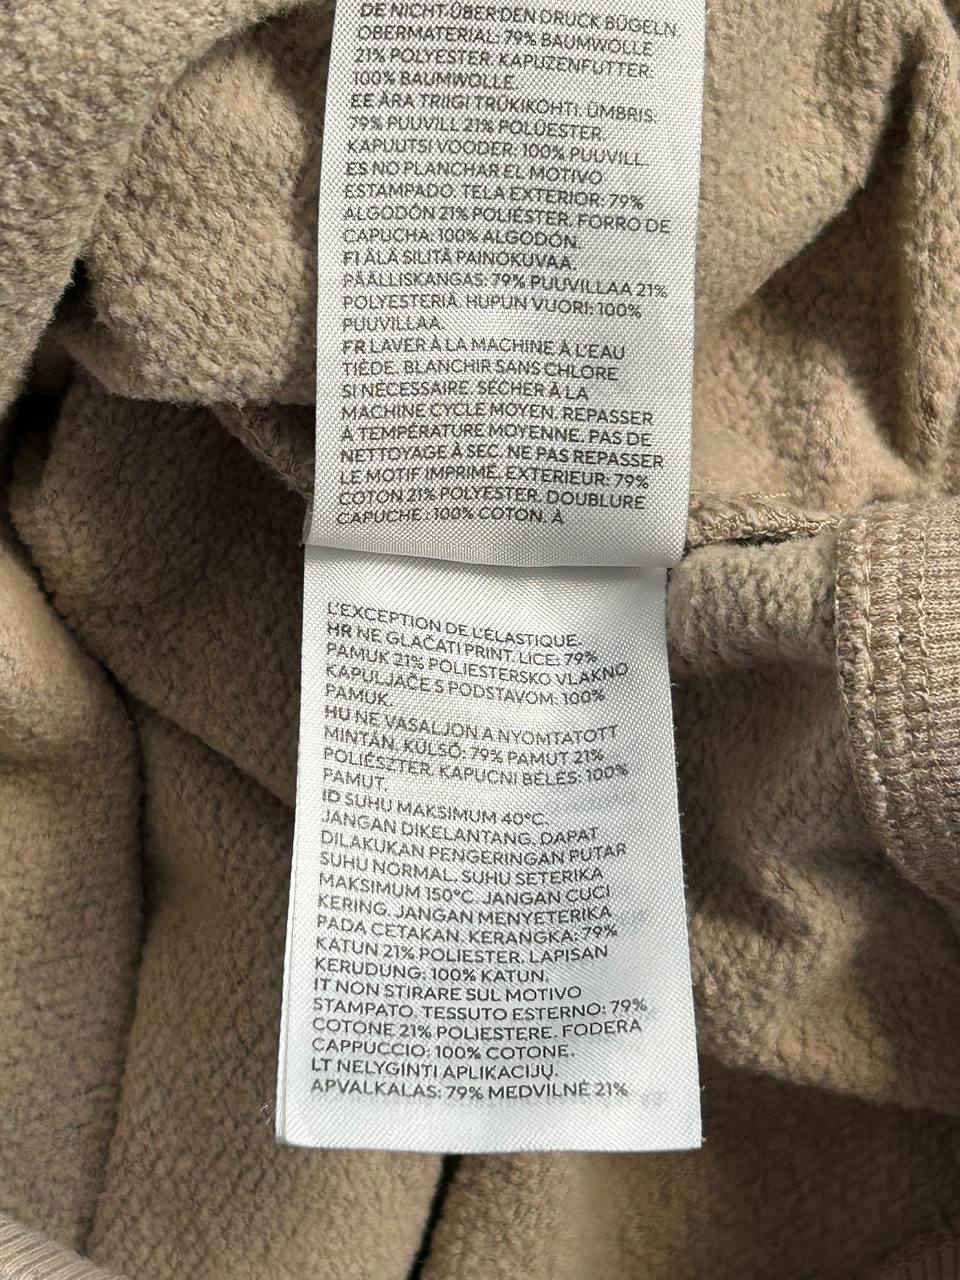 DE NICHT ÜBER DEN DRUCK BÜGELN.
OBERMATERIAL: 79% BAUMWOLLE
21% POLYESTER. KAPUZENFUTTER:
100% BAUMWOLLE.
EE ÄRA TRIIGI TRÜKIKOHTI. ÜMBRIS:
79% PUUVILL 21% POLÜESTER.
KAPUUTSI VOODER: 100% PUUVILL.
ES NO PLANCHAR EL MOTIVO
ESTAMPADO. TELA EXTERIOR: 79%
ALGODÓN 21% POLIÉSTER. FORRO DE
CAPUCHA: 100% ALGODÓN.
FI ÄLÄ SILITÄ PAINOKUVAA.
PÄÄLLISKANGAS: 79% PUUVILLAA 21%
POLYESTERIÄ. HUPUN VUORI: 100%
PUUVILLAA.
FR LAVER À LA MACHINE À L'EAU
TIÈDE. BLANCHIR SANS CHLORE
SI NÉCESSAIRE. SÉCHER À LA
MACHINE CYCLE MOYEN. REPASSER
À TEMPÉRATURE MOYENNE. PAS DE
NETTOYAGE À SEC. NE PAS REPASSER
LE MOTIF IMPRIMÉ. EXTÉRIEUR: 79%
COTON 21% POLYESTER. DOUBLURE
CAPUCHE: 100% COTON. À
L'EXCEPTION DE L'ÉLASTIQUE.
HR NE GLAČATI PRINT. LICE: 79%
PAMUK 21% POLIESTERSKO VLAKNO
KAPULJAČE S PODSTAVOM: 100%
PAMUK.
HU NE VASALJON A NYOMTATOTT
MINTÁN. KÜLSŐ: 79% PAMUT 21%
POLIÉSZTER. KAPUCNI BÉLÉS: 100%
PAMUT.
ID SUHU MAKSIMUM 40°C.
JANGAN DIKELANTANG. DAPAT
DILAKUKAN PENGERINGAN PUTAR
SUHU NORMAL. SUHU SETERIKA
MAKSIMUM 150°C. JANGAN CUCI
KERING. JANGAN MENYETERIKA
PADA CETAKAN. KERANGKA: 79%
KATUN 21% POLIESTER. LAPISAN
KERUDUNG: 100% KATUN.
IT NON STIRARE SUL MOTIVO
STAMPATO. TESSUTO ESTERNO: 79%
COTONE 21% POLIESTERE. FODERA
CAPPUCCIO: 100% COTONE.
LT NELYGINTI APLIKACIJŲ.
APVALKALAS: 79% MEDVILNĖ 21%